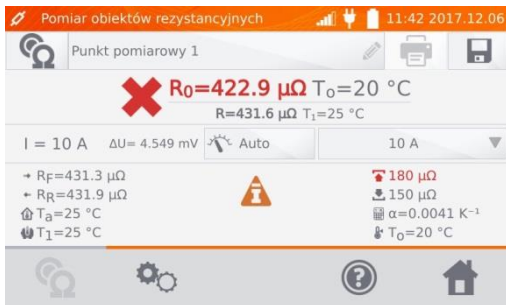 Pomiar obiektów rezystancyjnych 11:42 2017.12.06
Punkt pomiarowy 1
R₀=422.9 μΩ T₀=20 °C
R=431.6 μΩ T₁=25 °C
I = 10 A ΔU= 4.549 mV Auto 10 A
RF=431.3 μΩ 180 μΩ
RR=431.9 μΩ 150 μΩ
Ta=25 °C α=0.0041 K⁻¹
T1=25 °C T₀=20 °C